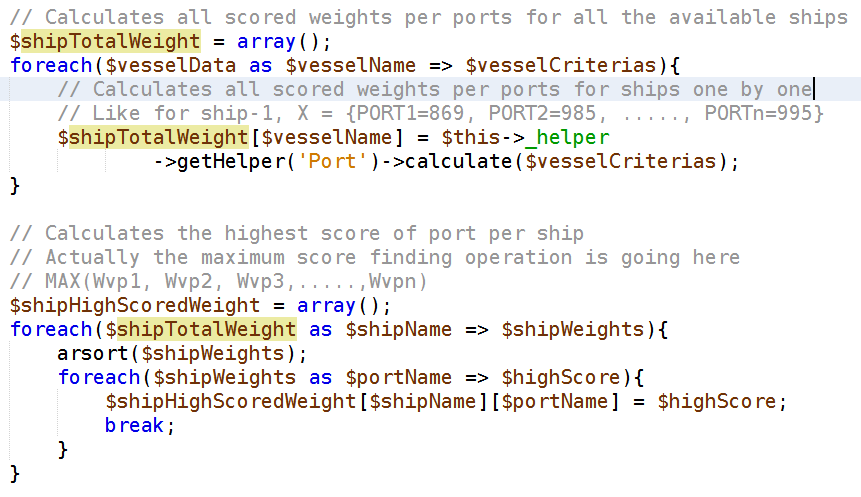 // Calculates all scored weights per ports for all the available ships
$shipTotalWeight = array();
foreach($vesselData as $vesselName => $vesselCriterias){
    // Calculates all scored weights per ports for ships one by one
    // Like for ship-1, X = {PORT1=869, PORT2=985, ....., PORTn=995}
    $shipTotalWeight[$vesselName] = $this->_helper
            ->getHelper('Port')->calculate($vesselCriterias);
}

// Calculates the highest score of port per ship
// Actually the maximum score finding operation is going here
// MAX(Wvp1, Wvp2, Wvp3,.....,Wvpn)
$shipHighScoredWeight = array();
foreach($shipTotalWeight as $shipName => $shipWeights){
    arsort($shipWeights);
    foreach($shipWeights as $portName => $highScore){
        $shipHighScoredWeight[$shipName][$portName] = $highScore;
        break;
    }
}